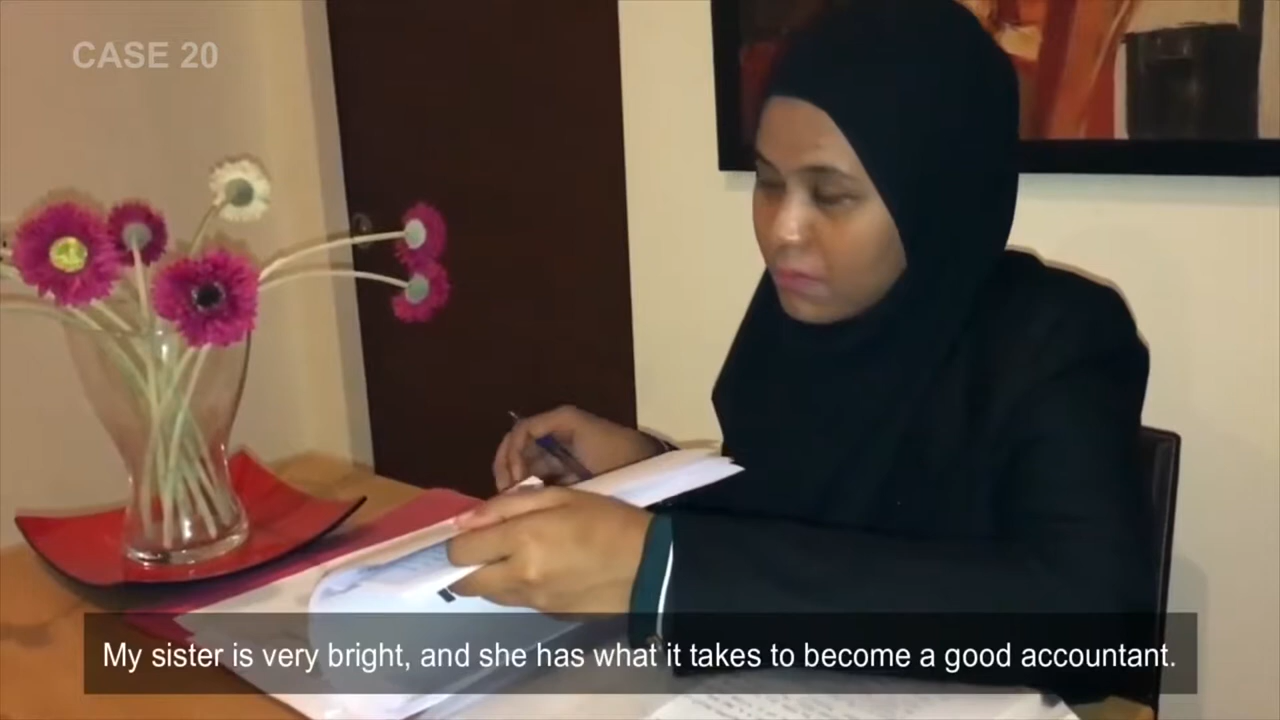 CASE 20
My sister is very bright, and she has what it takes to become a good accountant.